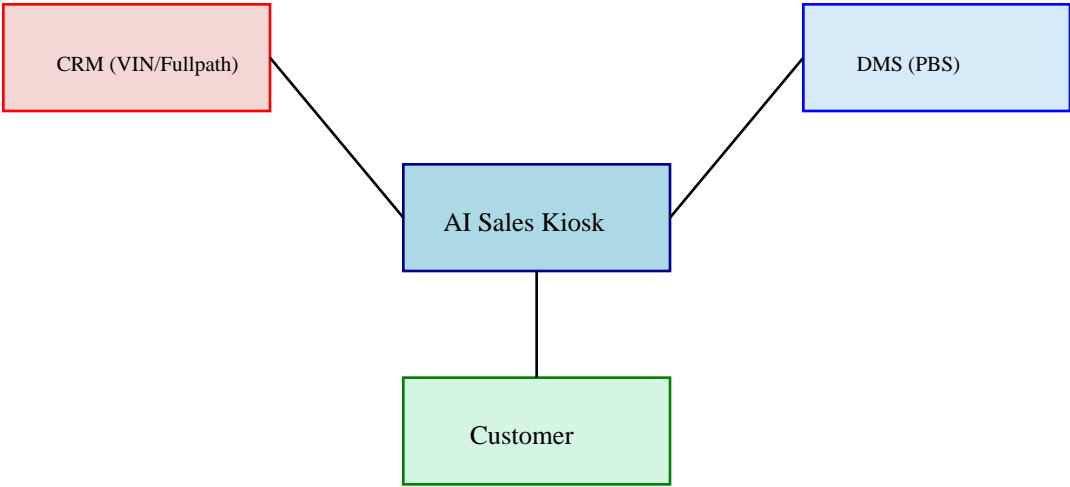 CRM (VIN/Fullpath)
DMS (PBS)
AI Sales Kiosk
Customer